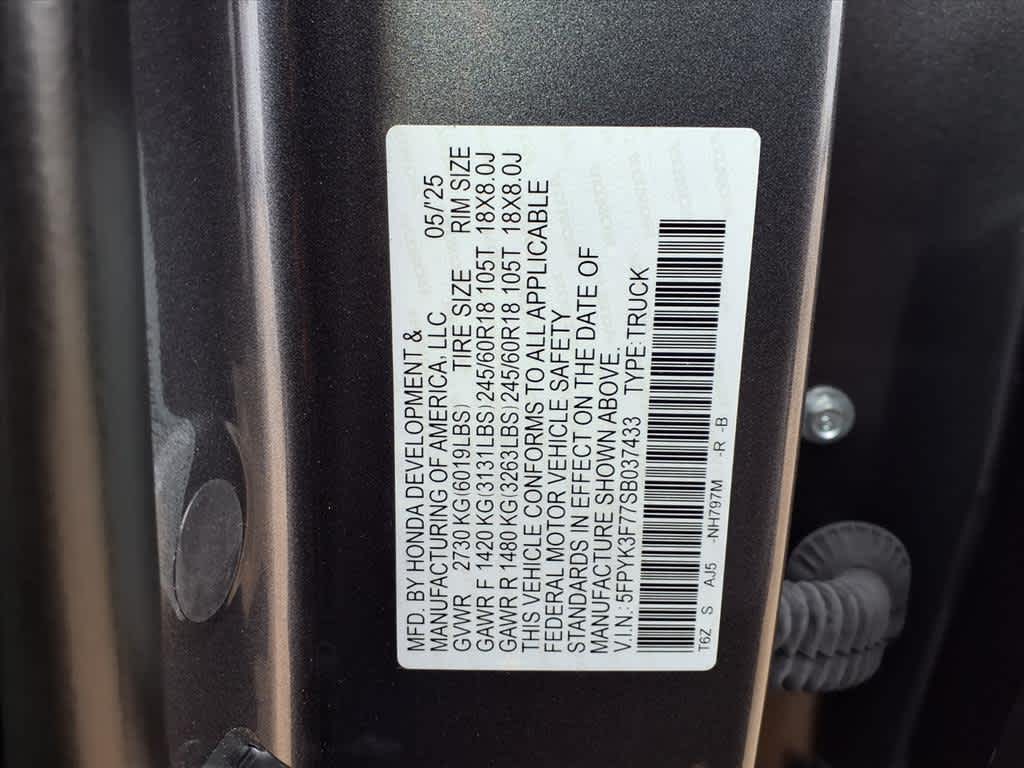 MFD. BY HONDA DEVELOPMENT &
MANUFACTURING OF AMERICA, LLC 05/'25
GVWR 2730 KG(6019LBS) TIRE SIZE RIM SIZE
GAWR F 1420 KG(3131LBS) 245/60R18 105T 18X8.0J
GAWR R 1480 KG(3263LBS) 245/60R18 105T 18X8.0J
THIS VEHICLE CONFORMS TO ALL APPLICABLE
FEDERAL MOTOR VEHICLE SAFETY
STANDARDS IN EFFECT ON THE DATE OF
MANUFACTURE SHOWN ABOVE.
V.I.N.: 5FPYK3F77SB037433 TYPE: TRUCK
T6Z S AJ5 -NH797M -R -B